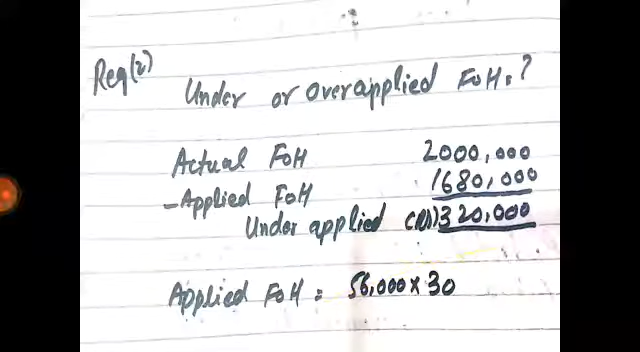 Req(2)
Under or overapplied FOH.?
Actual FOH 2000,000
-Applied FOH 1680,000
Under applied 320,000
Applied FOH = 56,000 x 30